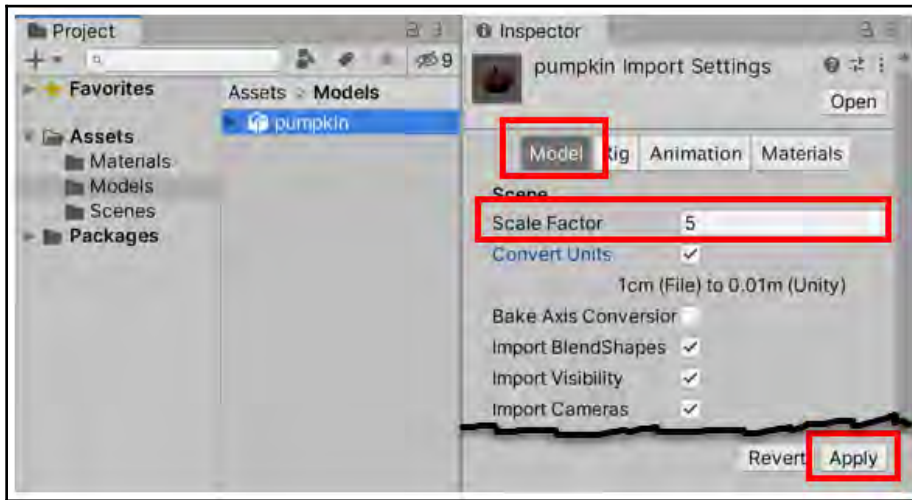 Project
9
Favorites
Assets
Materials
Models
Scenes
Packages
Assets > Models
pumpkin
Inspector
pumpkin Import Settings
Open
Model
Rig
Animation
Materials
Scene
Scale Factor 5
Convert Units
1cm (File) to 0.01m (Unity)
Bake Axis Conversior
Import BlendShapes
Import Visibility
Import Cameras
Revert
Apply